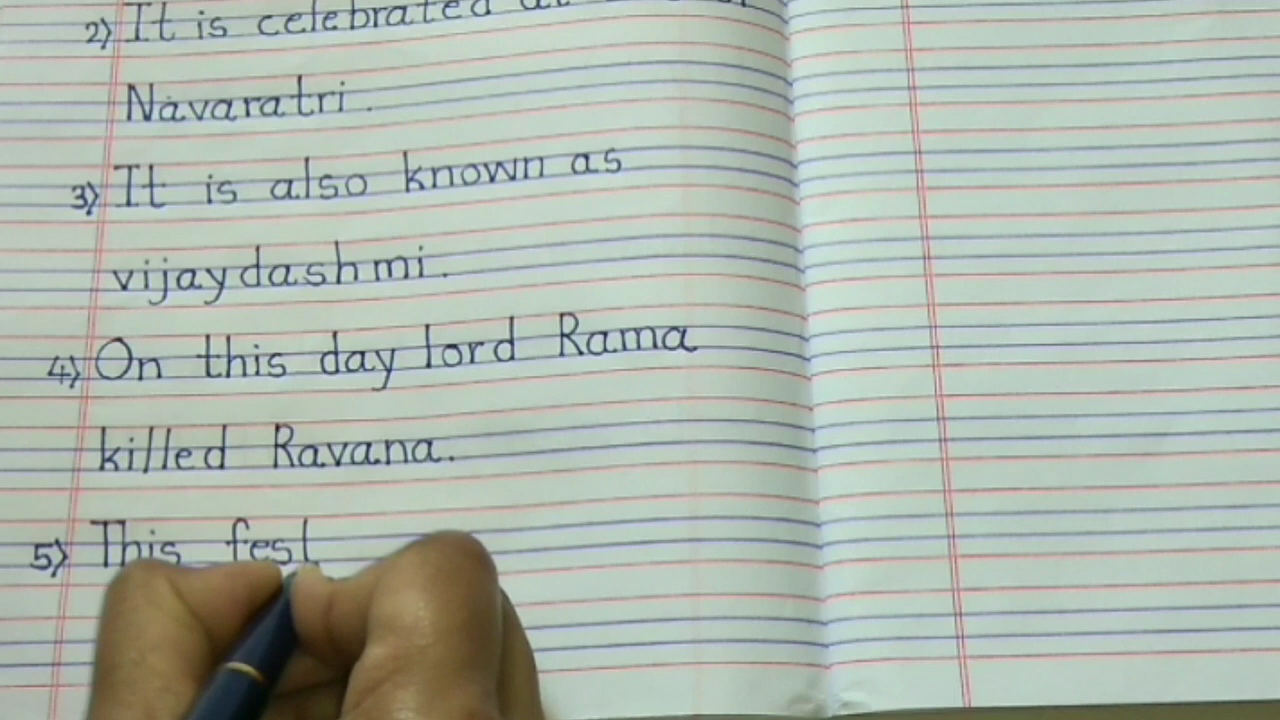 2) It is celebrated
Navaratri.
3) It is also known as
vijaydashmi.
4) On this day lord Rama
killed Ravana.
5) This fest